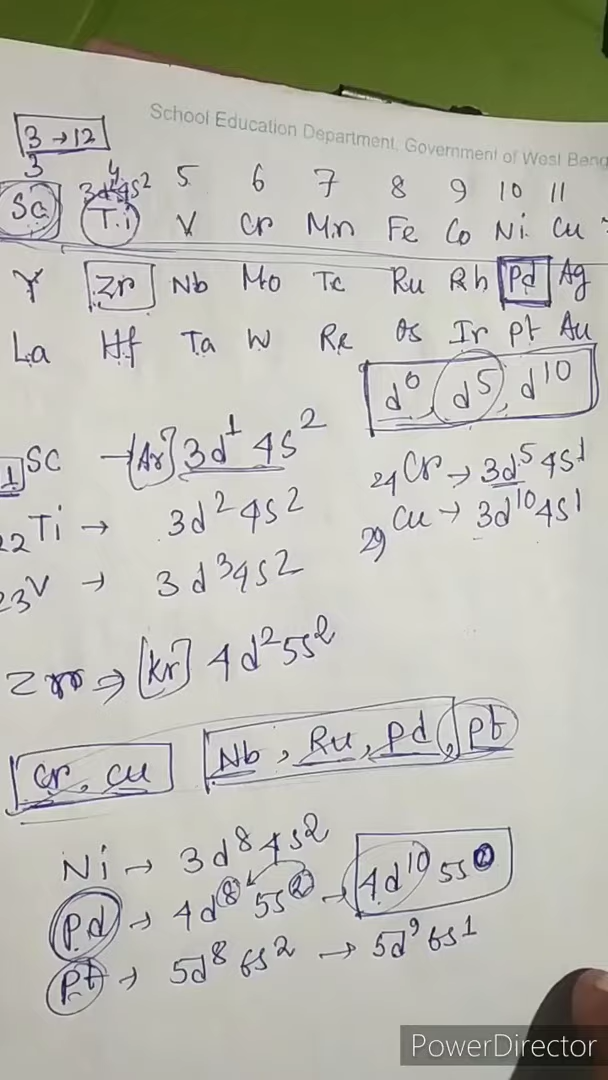 School Education Department, Government of West Beng
3 → 12
3 4 5 6 7 8 9 10 11
3d 4s²
Sc Ti V Cr Mn Fe Co Ni Cu
Y Zr Nb Mo Tc Ru Rh Pd Ag
La Hf Ta W Re Os Ir Pt Au
d⁰, d⁵, d¹⁰
1Sc → [Ar] 3d¹ 4s²
₂₄Cr → 3d⁵ 4s¹
22Ti → 3d² 4s²
₂₉Cu → 3d¹⁰ 4s¹
23V → 3d³ 4s²
Zr ⇒ [Kr] 4d² 5s²
Cr, Cu
Nb, Ru, Pd, Pt
Ni → 3d⁸ 4s²
Pd → 4d⁸ 5s² → 4d¹⁰ 5s⁰
Pt → 5d⁸ 6s² → 5d⁹ 6s¹
PowerDirector